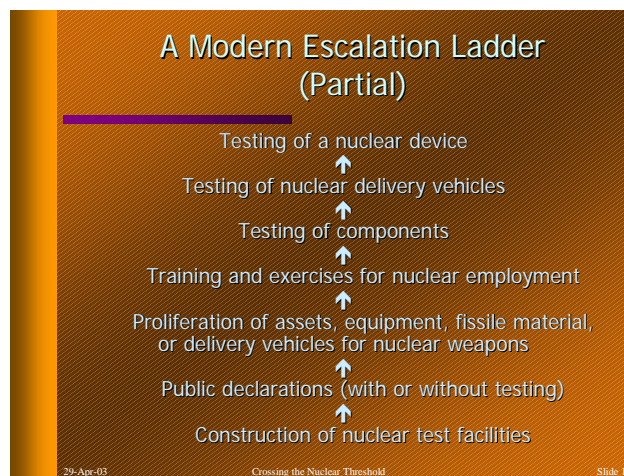 A Modern Escalation Ladder
(Partial)
Testing of a nuclear device
Testing of nuclear delivery vehicles
Testing of components
Training and exercises for nuclear employment
Proliferation of assets, equipment, fissile material,
or delivery vehicles for nuclear weapons
Public declarations (with or without testing)
Construction of nuclear test facilities
29-Apr-03 Crossing the Nuclear Threshold Slide 1